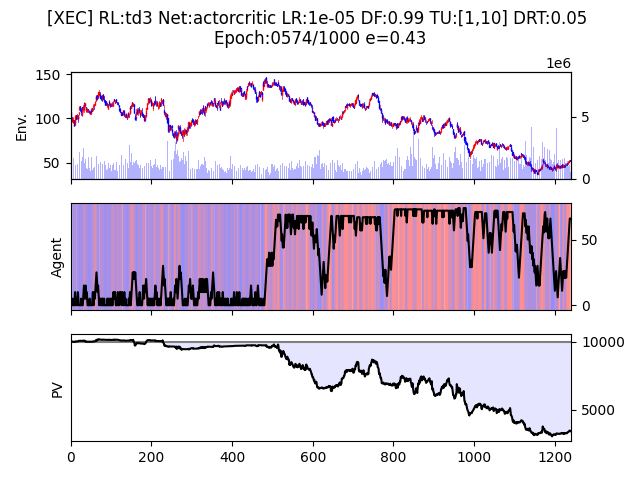 [XEC] RL:td3 Net:actorcritic LR:1e-05 DF:0.99 TU:[1,10] DRT:0.05
Epoch:0574/1000 e=0.43
1e6
150
100
50
Env.
5
0
Agent
50
0
PV
10000
5000
0 200 400 600 800 1000 1200